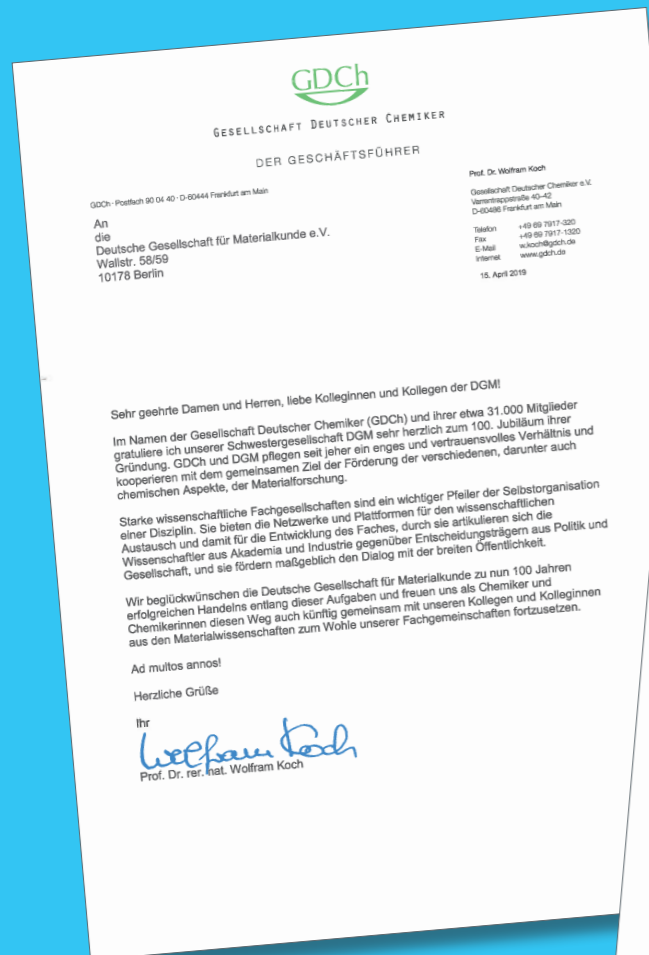 GDCh
GESELLSCHAFT DEUTSCHER CHEMIKER
DER GESCHÄFTSFÜHRER
GDCh · Postfach 90 04 40 · D-60444 Frankfurt am Main
An
die
Deutsche Gesellschaft für Materialkunde e.V.
Wallstr. 58/59
10178 Berlin
Prof. Dr. Wolfram Koch
Gesellschaft Deutscher Chemiker e.V.
Varrentrappstraße 40–42
D-60486 Frankfurt am Main
Telefon +49 69 7917-320
Fax +49 69 7917-1320
E-Mail w.koch@gdch.de
Internet www.gdch.de
15. April 2019
Sehr geehrte Damen und Herren, liebe Kolleginnen und Kollegen der DGM!
Im Namen der Gesellschaft Deutscher Chemiker (GDCh) und ihrer etwa 31.000 Mitglieder
gratuliere ich unserer Schwestergesellschaft DGM sehr herzlich zum 100. Jubiläum ihrer
Gründung. GDCh und DGM pflegen seit jeher ein enges und vertrauensvolles Verhältnis und
kooperieren mit dem gemeinsamen Ziel der Förderung der verschiedenen, darunter auch
chemischen Aspekte, der Materialforschung.
Starke wissenschaftliche Fachgesellschaften sind ein wichtiger Pfeiler der Selbstorganisation
einer Disziplin. Sie bieten die Netzwerke und Plattformen für den wissenschaftlichen
Austausch und damit für die Entwicklung des Faches, durch sie artikulieren sich die
Wissenschaftler aus Akademia und Industrie gegenüber Entscheidungsträgern aus Politik und
Gesellschaft, und sie fördern maßgeblich den Dialog mit der breiten Öffentlichkeit.
Wir beglückwünschen die Deutsche Gesellschaft für Materialkunde zu nun 100 Jahren
erfolgreichen Handelns entlang dieser Aufgaben und freuen uns als Chemiker und
Chemikerinnen diesen Weg auch künftig gemeinsam mit unseren Kollegen und Kolleginnen
aus den Materialwissenschaften zum Wohle unserer Fachgemeinschaften fortzusetzen.
Ad multos annos!
Herzliche Grüße
Ihr
Wolfram Koch
Prof. Dr. rer. nat. Wolfram Koch